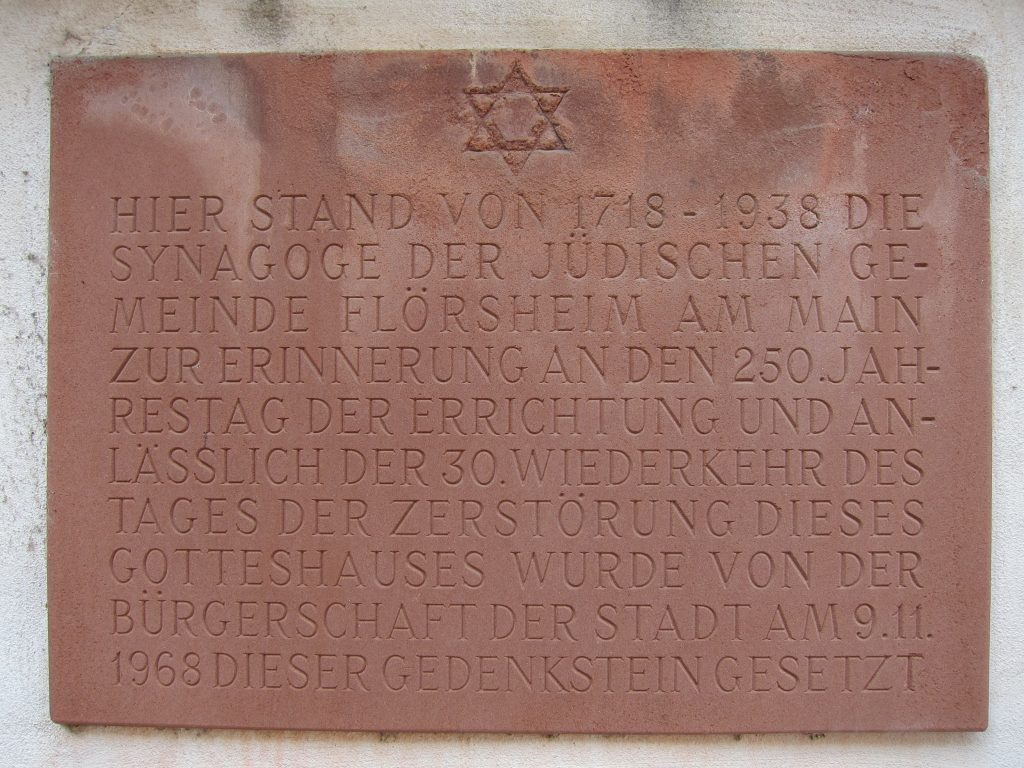 HIER STAND VON 1718 - 1938 DIE
SYNAGOGE DER JÜDISCHEN GE-
MEINDE FLÖRSHEIM AM MAIN
ZUR ERINNERUNG AN DEN 250. JAH-
RESTAG DER ERRICHTUNG UND AN-
LÄSSLICH DER 30. WIEDERKEHR DES
TAGES DER ZERSTÖRUNG DIESES
GOTTESHAUSES WURDE VON DER
BÜRGERSCHAFT DER STADT AM 9.11.
1968 DIESER GEDENKSTEIN GESETZT